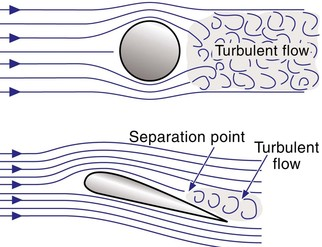 Turbulent flow
Separation point
Turbulent
flow